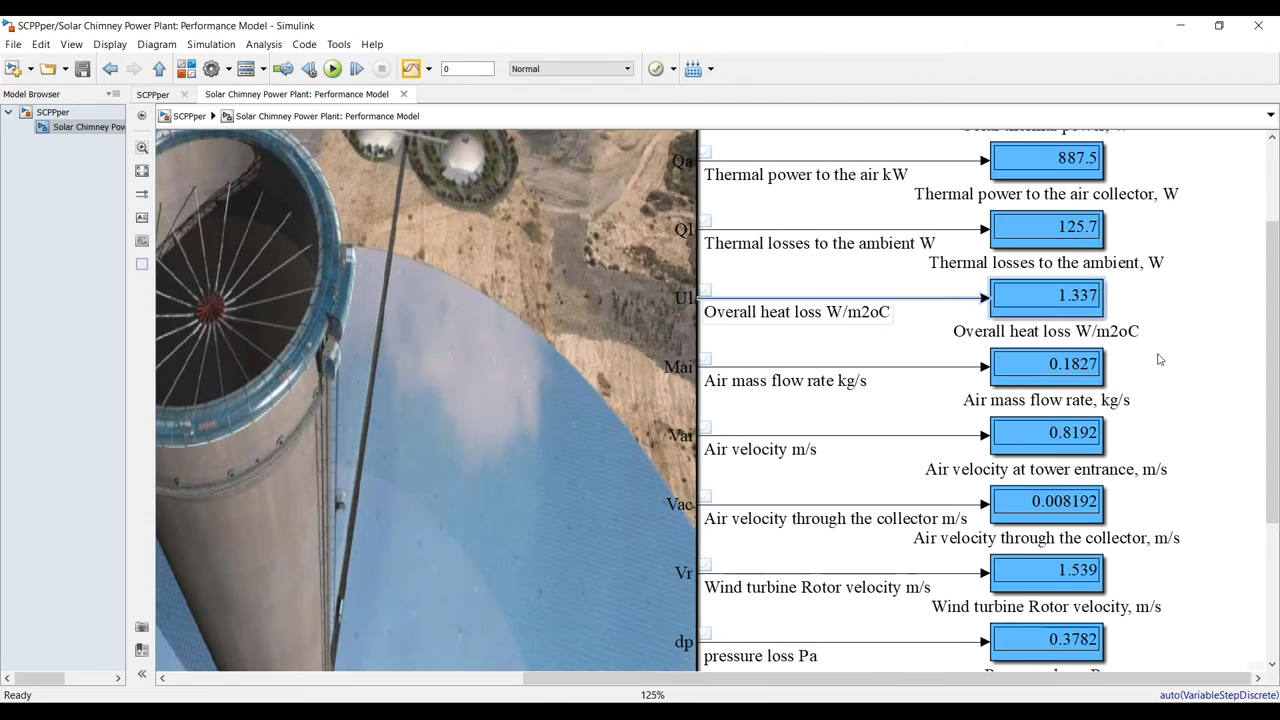 SCPPper/Solar Chimney Power Plant: Performance Model - Simulink
File Edit View Display Diagram Simulation Analysis Code Tools Help
0 Normal
Model Browser
SCPPper
Solar Chimney Pow
SCPPper Solar Chimney Power Plant: Performance Model
SCPPper Solar Chimney Power Plant: Performance Model
Qa 887.5
Thermal power to the air kW
Thermal power to the air collector, W
Ql 125.7
Thermal losses to the ambient W
Thermal losses to the ambient, W
Ul 1.337
Overall heat loss W/m2oC
Overall heat loss W/m2oC
Mai 0.1827
Air mass flow rate kg/s
Air mass flow rate, kg/s
Vai 0.8192
Air velocity m/s
Air velocity at tower entrance, m/s
Vac 0.008192
Air velocity through the collector m/s
Air velocity through the collector, m/s
Vr 1.539
Wind turbine Rotor velocity m/s
Wind turbine Rotor velocity, m/s
dp 0.3782
pressure loss Pa
Ready 125% auto(VariableStepDiscrete)